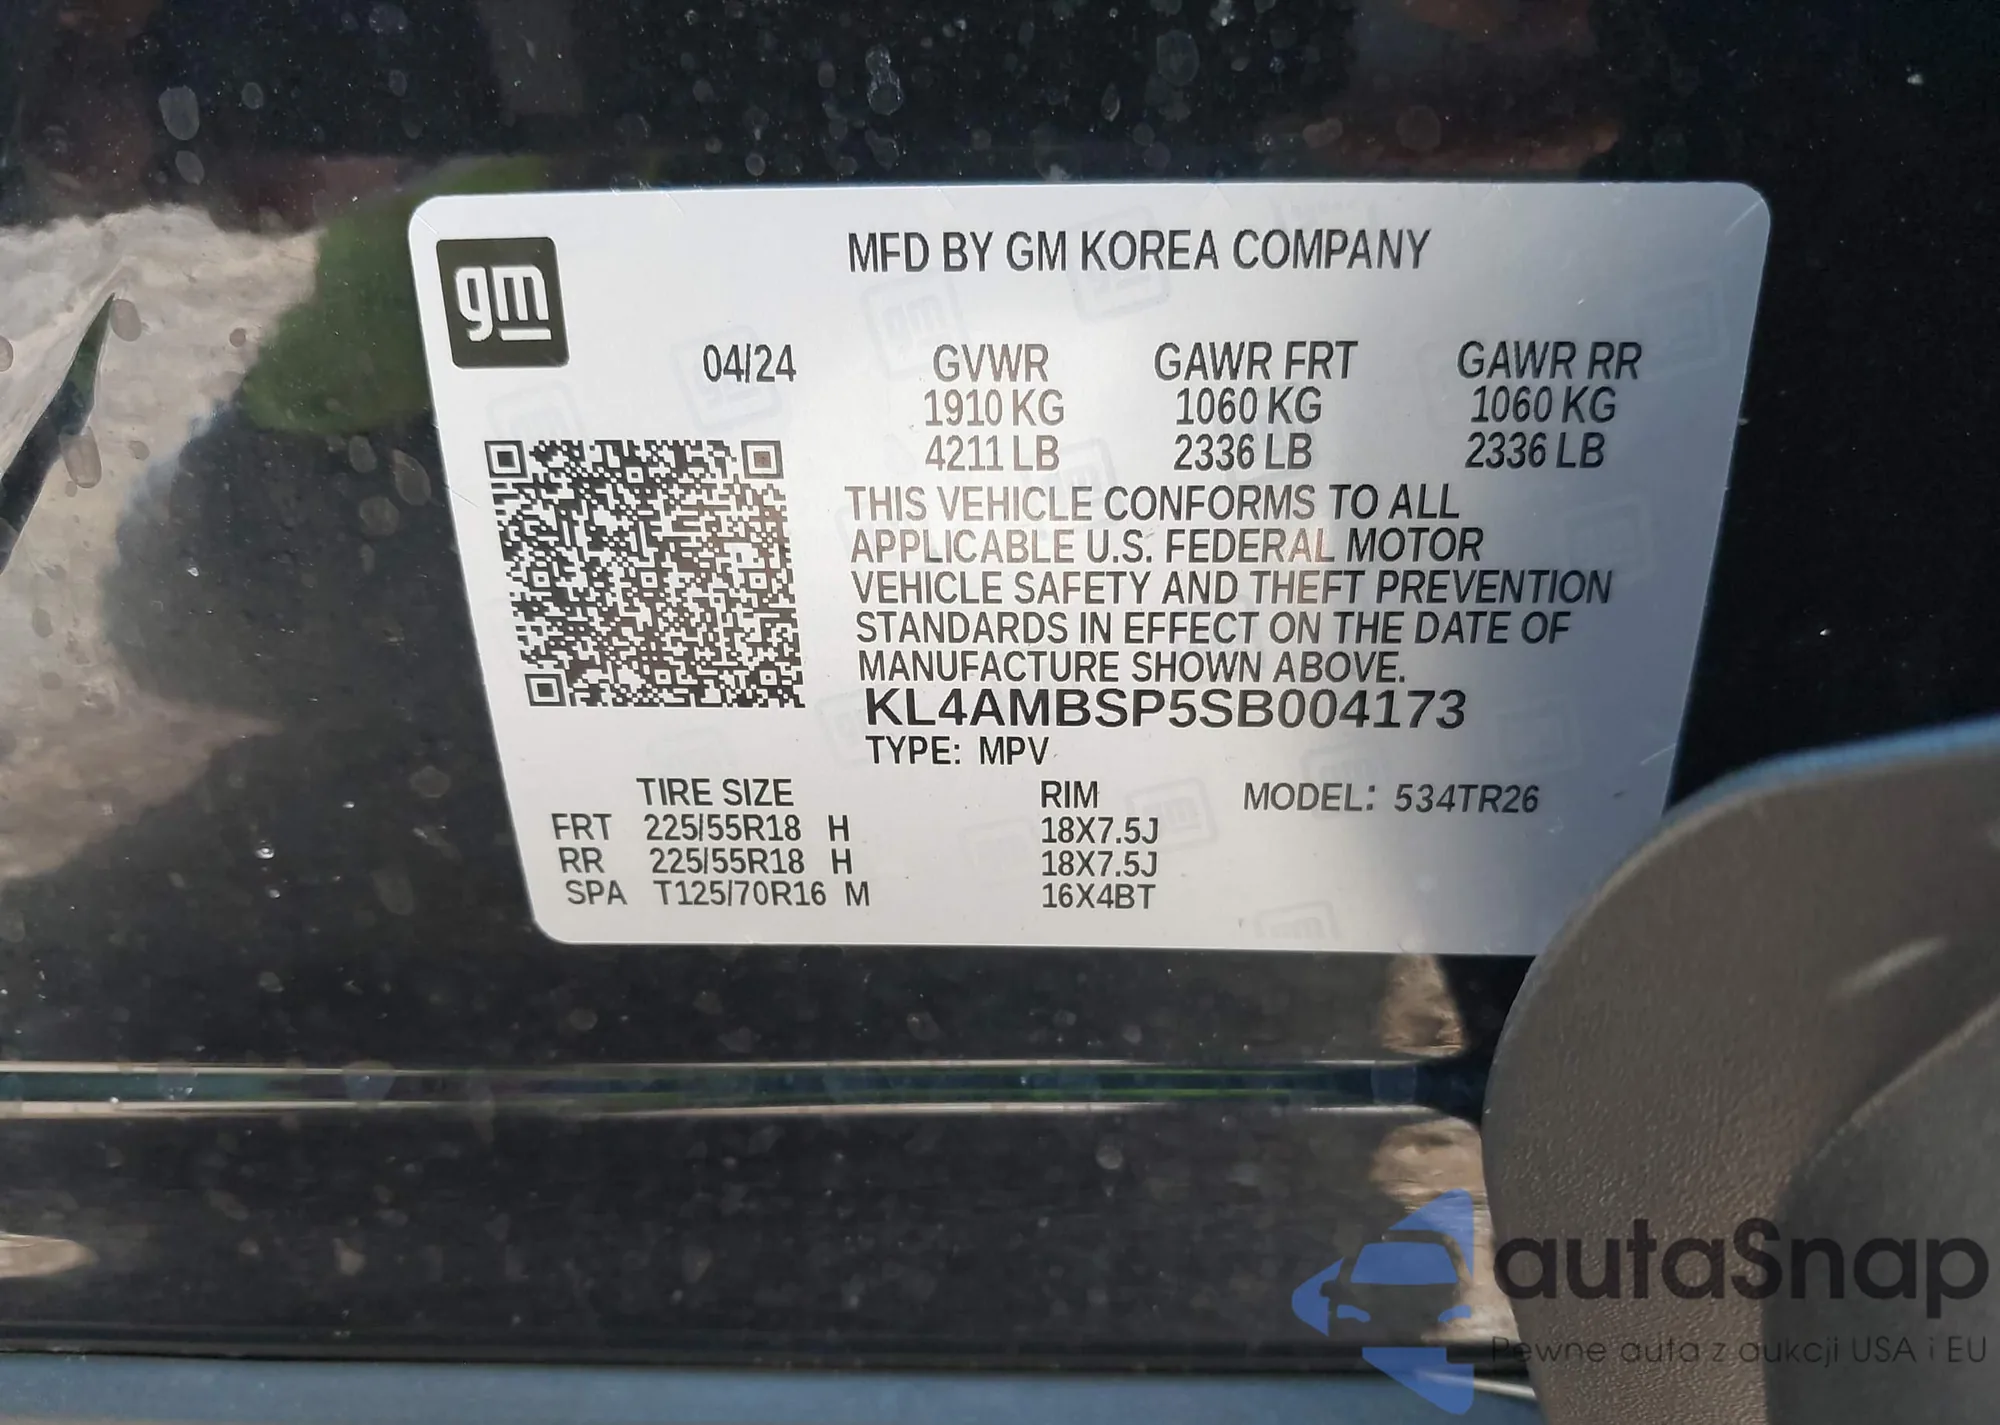 gm
MFD BY GM KOREA COMPANY
04/24 GVWR GAWR FRT GAWR RR
1910 KG 1060 KG 1060 KG
4211 LB 2336 LB 2336 LB
THIS VEHICLE CONFORMS TO ALL
APPLICABLE U.S. FEDERAL MOTOR
VEHICLE SAFETY AND THEFT PREVENTION
STANDARDS IN EFFECT ON THE DATE OF
MANUFACTURE SHOWN ABOVE.
KL4AMBSP5SB004173
TYPE: MPV
TIRE SIZE RIM MODEL: 534TR26
FRT 225/55R18 H 18X7.5J
RR 225/55R18 H 18X7.5J
SPA T125/70R16 M 16X4BT
autaSnap
Pewne auta z aukcji USA i EU